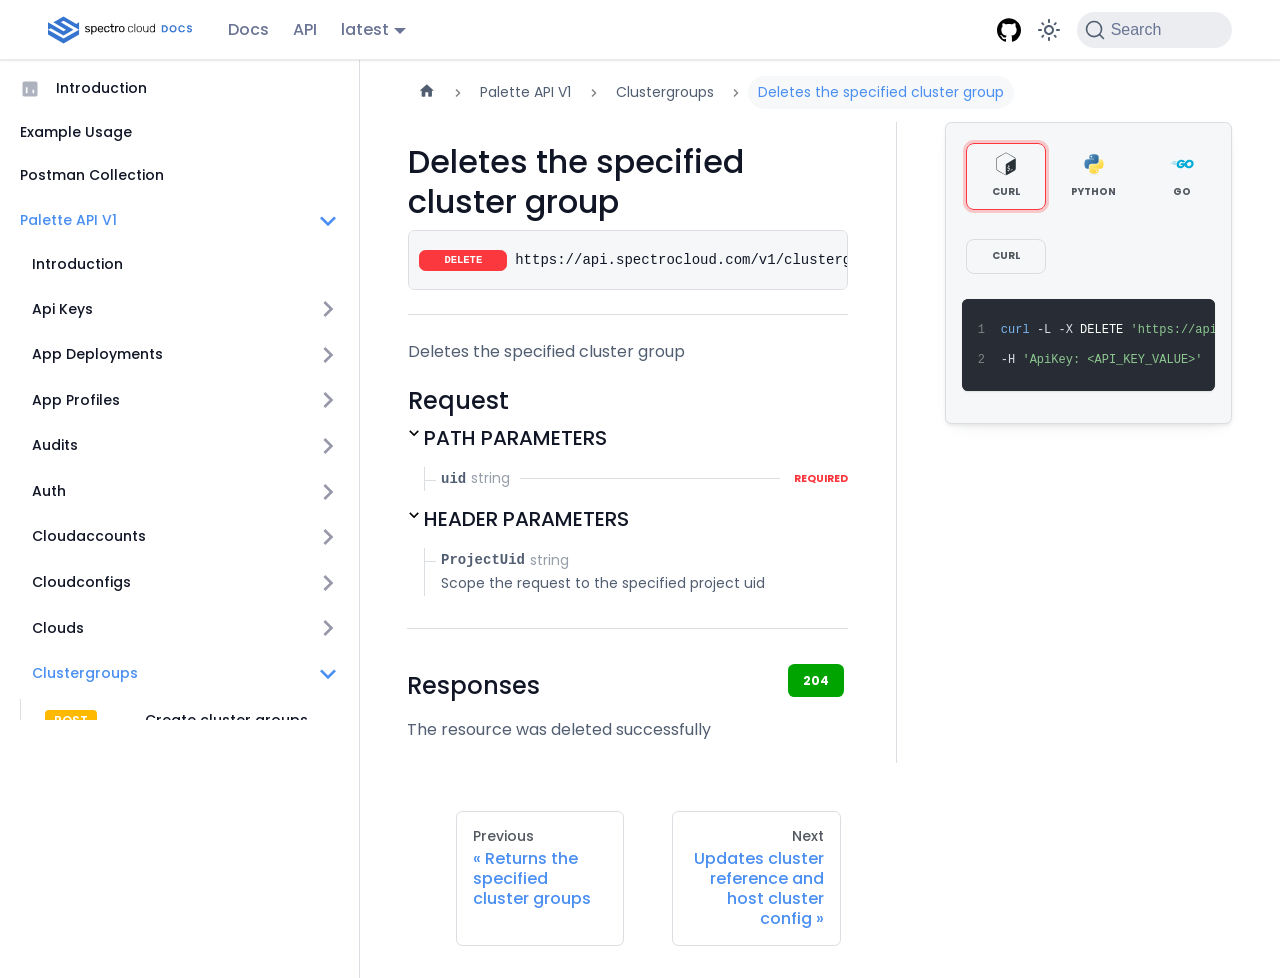 spectro cloud DOCS
Docs
API
latest
Search
Introduction
Example Usage
Postman Collection
Palette API V1
Introduction
Api Keys
App Deployments
App Profiles
Audits
Auth
Cloudaccounts
Cloudconfigs
Clouds
Clustergroups
POST Create cluster groups
Palette API V1
Clustergroups
Deletes the specified cluster group
Deletes the specified
cluster group
DELETE https://api.spectrocloud.com/v1/clusterg
Deletes the specified cluster group
Request
PATH PARAMETERS
uid string REQUIRED
HEADER PARAMETERS
ProjectUid string
Scope the request to the specified project uid
Responses
204
The resource was deleted successfully
Previous
« Returns the
specified
cluster groups
Next
Updates cluster
reference and
host cluster
config »
CURL
PYTHON
GO
GO
CURL
1 curl -L -X DELETE 'https://api
2 -H 'ApiKey: <API_KEY_VALUE>'